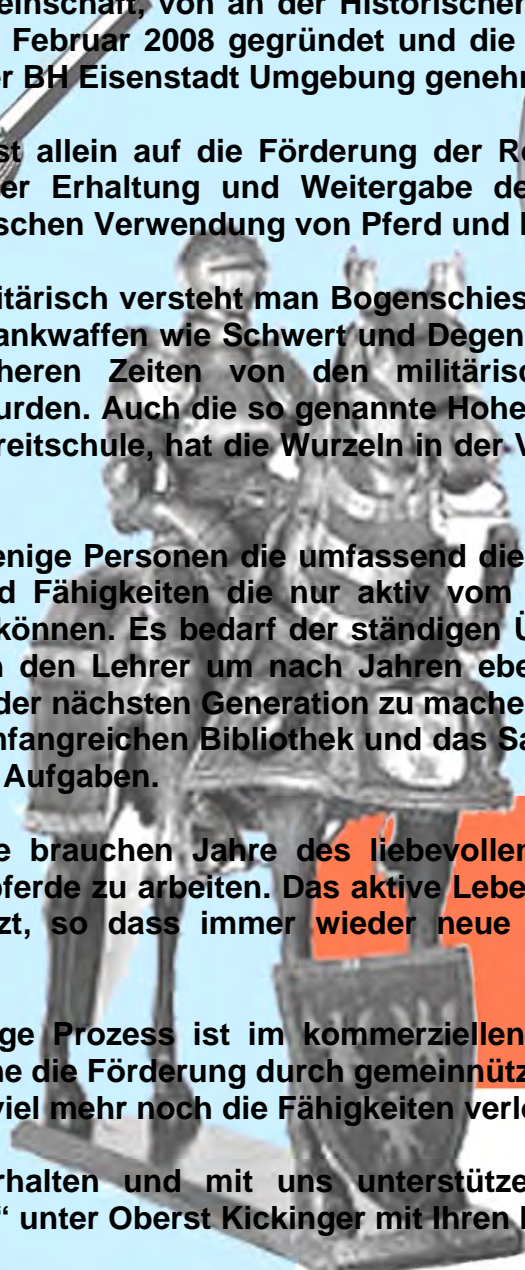 einschaft, von an der Historischen
Februar 2008 gegründet und die
er BH Eisenstadt Umgebung genehr
st allein auf die Förderung der Re
er Erhaltung und Weitergabe de
schen Verwendung von Pferd und
itärisch versteht man Bogenschies
ankwaffen wie Schwert und Degen
heren Zeiten von den militärisc
urden. Auch die so genannte Hohe
reitschule, hat die Wurzeln in der V
enige Personen die umfassend die
d Fähigkeiten die nur aktiv vom
können. Es bedarf der ständigen Ü
n den Lehrer um nach Jahren ebe
der nächsten Generation zu mache
nfangreichen Bibliothek und das Sa
Aufgaben.
e brauchen Jahre des liebevoller
pferde zu arbeiten. Das aktive Lebe
zt, so dass immer wieder neue
ge Prozess ist im kommerziellen
ne die Förderung durch gemeinnütz
viel mehr noch die Fähigkeiten verlo
rhalten und mit uns unterstütze
“ unter Oberst Kickinger mit Ihren